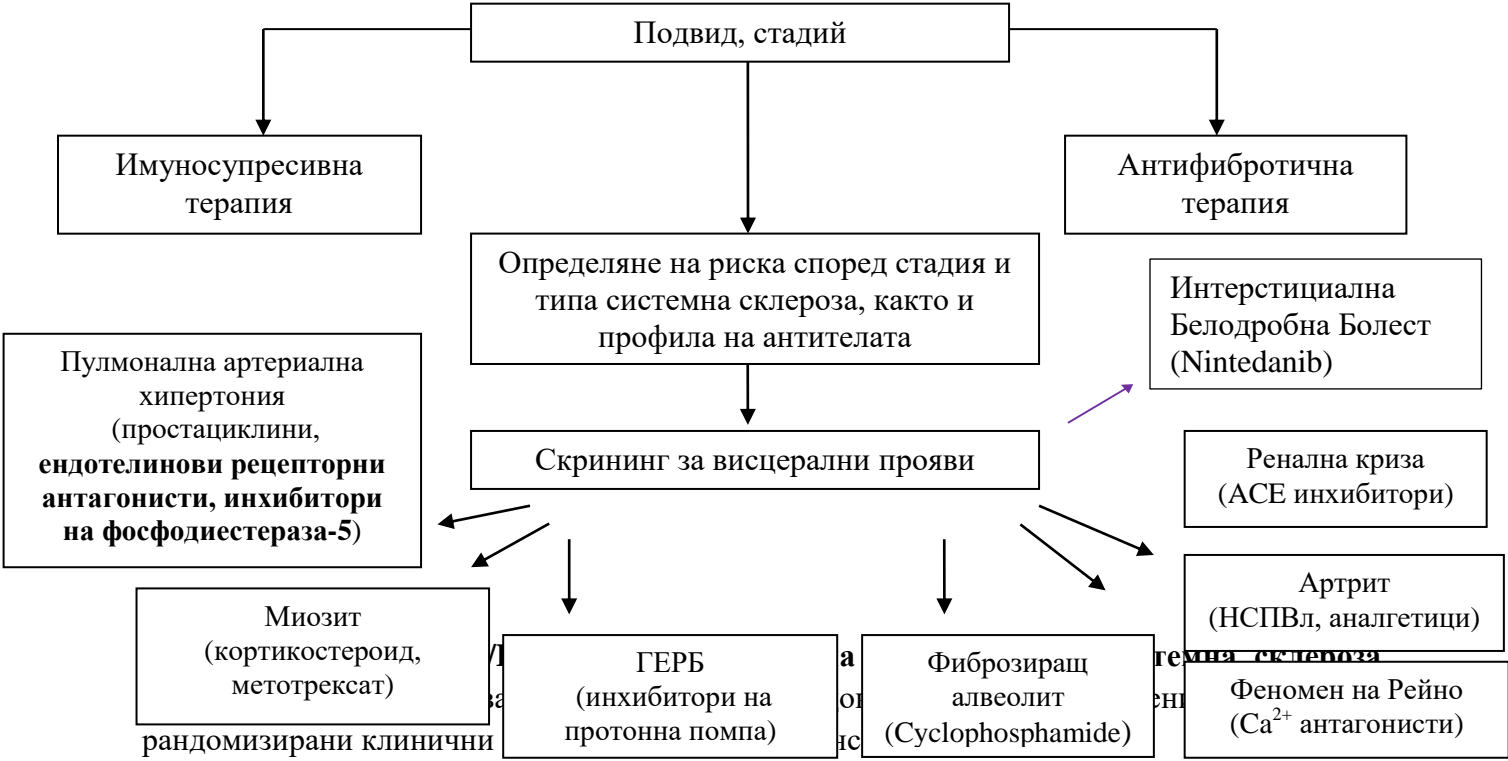 Подвид, стадий
Имуносупресивна
терапия
Антифибротична
терапия
Определяне на риска според стадия и
типа системна склероза, както и
профила на антителата
Интерстициална
Белодробна Болест
(Nintedanib)
Пулмонална артериална
хипертония
(простациклини,
ендотелинови рецепторни
антагонисти, инхибитори
на фосфодиестераза-5)
Скрининг за висцерални прояви
Ренална криза
(ACE инхибитори)
Артрит
(НСПВл, аналгетици)
Миозит
(кортикостероид,
метотрексат)
ГЕРБ
(инхибитори на
протонна помпа)
Фиброзиращ
алвеолит
(Cyclophosphamide)
Феномен на Рейно
(Ca²⁺ антагонисти)
склероза
рандомизирани клинични